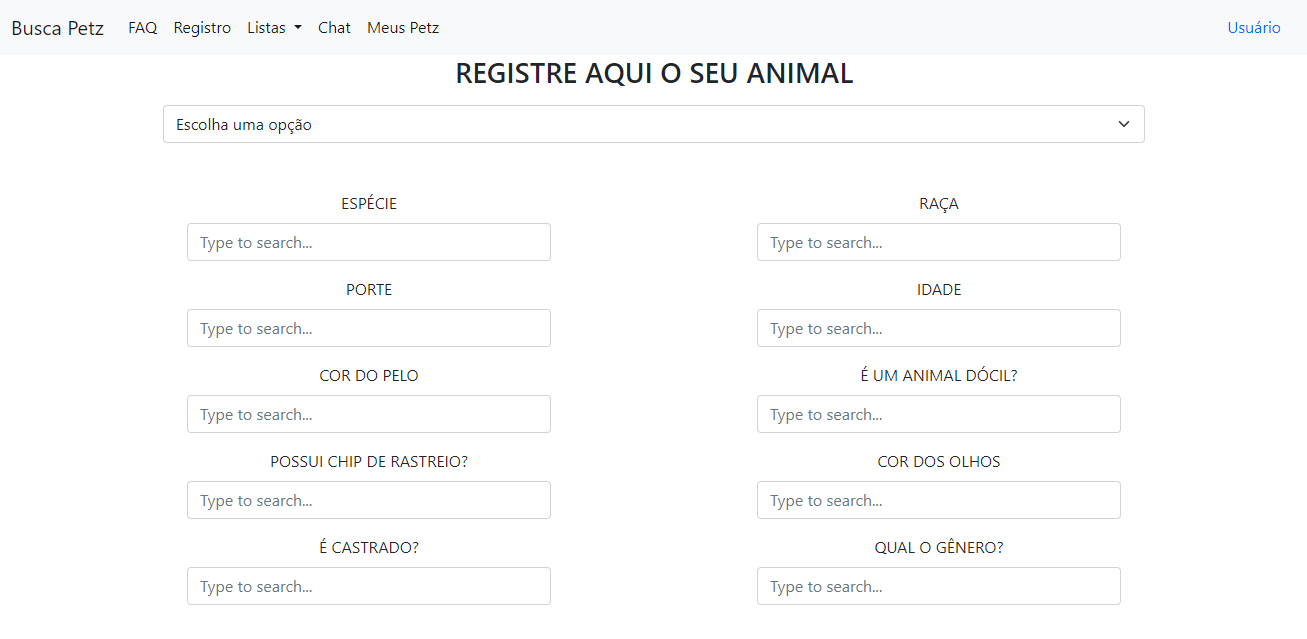 Busca Petz FAQ Registro Listas Chat Meus Petz Usuário
REGISTRE AQUI O SEU ANIMAL
Escolha uma opção
ESPÉCIE RAÇA
Type to search... Type to search...
PORTE IDADE
Type to search... Type to search...
COR DO PELO É UM ANIMAL DÓCIL?
Type to search... Type to search...
POSSUI CHIP DE RASTREIO? COR DOS OLHOS
Type to search... Type to search...
É CASTRADO? QUAL O GÊNERO?
Type to search... Type to search...